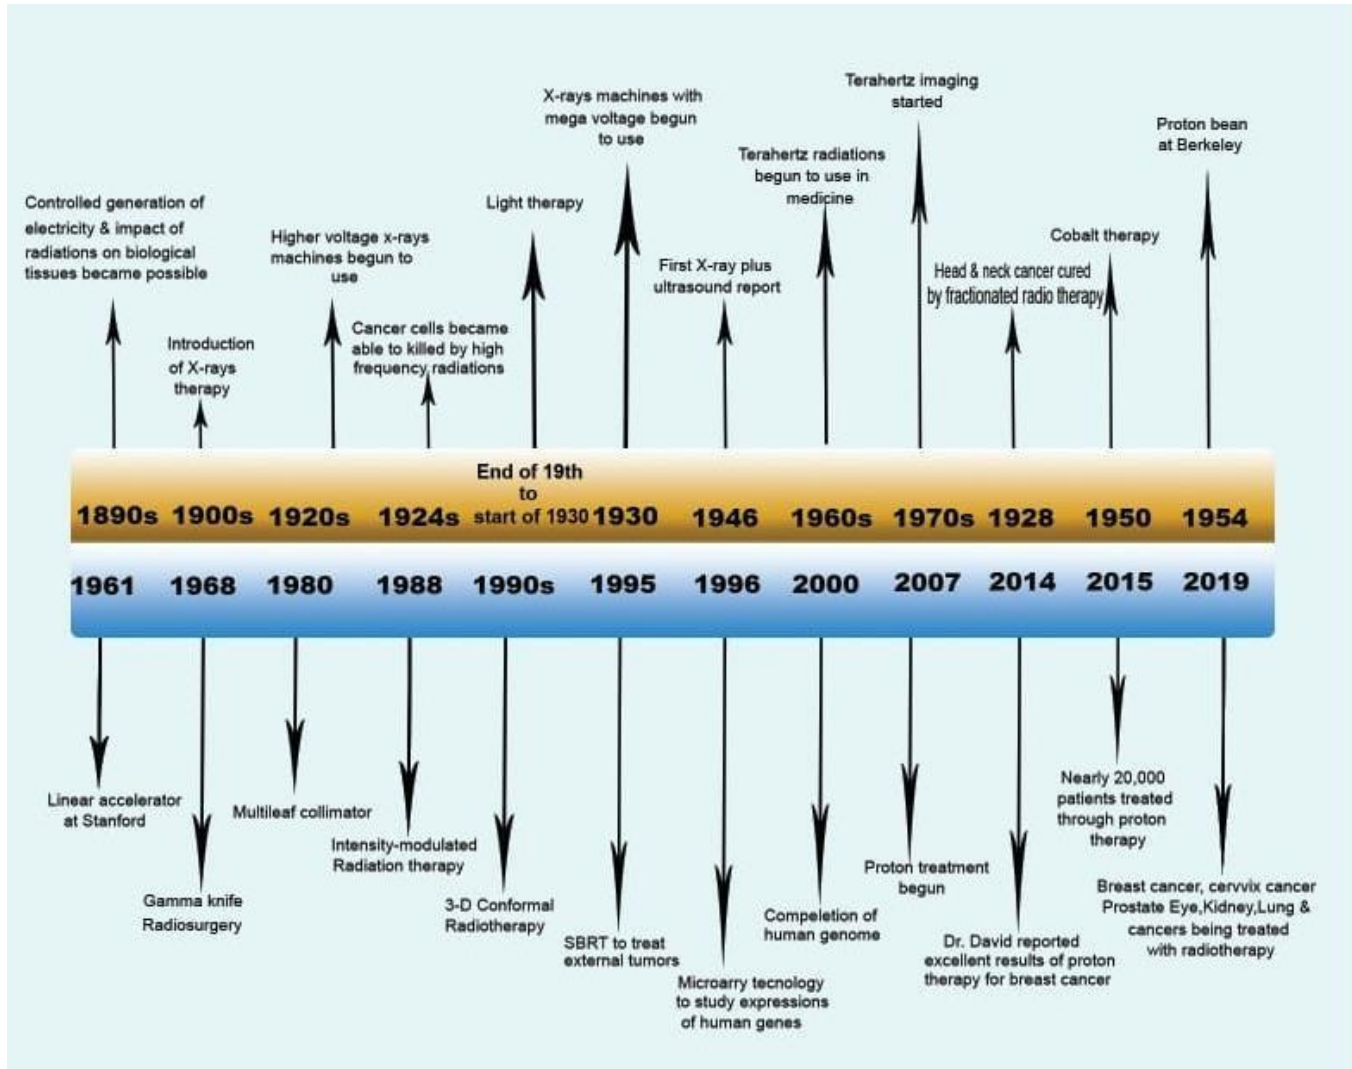 Controlled generation of
electricity & impact of
radiations on biological
tissues became possible
Introduction
of X-rays
therapy
Higher voltage x-rays
machines begun to
use
Cancer cells became
able to killed by high
frequency radiations
Light therapy
X-rays machines with
mega voltage begun
to use
First X-ray plus
ultrasound report
Terahertz radiations
begun to use in
medicine
Terahertz imaging
started
Head & neck cancer cured
by fractionated radio therapy
Cobalt therapy
Proton bean
at Berkeley
1890s 1900s 1920s 1924s
End of 19th
to
start of 1930
1930 1946 1960s 1970s 1928 1950 1954
1961 1968 1980 1988 1990s 1995 1996 2000 2007 2014 2015 2019
Linear accelerator
at Stanford
Gamma knife
Radiosurgery
Multileaf collimator
Intensity-modulated
Radiation therapy
3-D Conformal
Radiotherapy
SBRT to treat
external tumors
Microarry tecnology
to study expressions
of human genes
Compeletion of
human genome
Proton treatment
begun
Dr. David reported
excellent results of proton
therapy for breast cancer
Nearly 20,000
patients treated
through proton
therapy
Breast cancer, cervvix cancer
Prostate Eye,Kidney,Lung &
cancers being treated
with radiotherapy